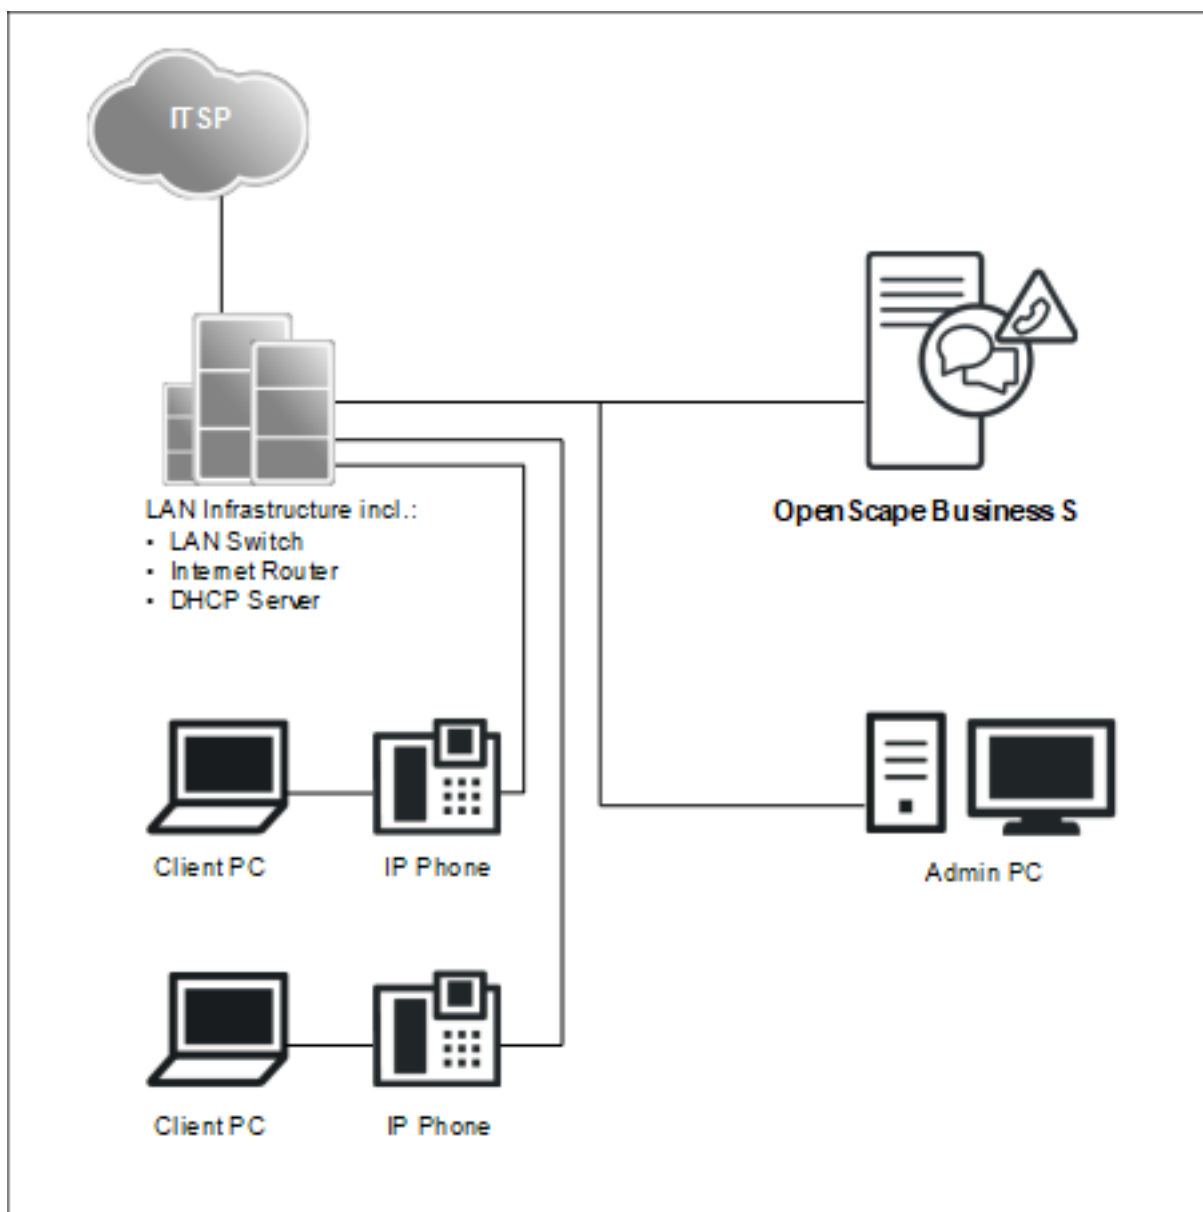 ITSP
LAN Infrastructure incl.:
• LAN Switch
• Internet Router
• DHCP Server
OpenScape Business S
Client PC
IP Phone
Admin PC
Client PC
IP Phone